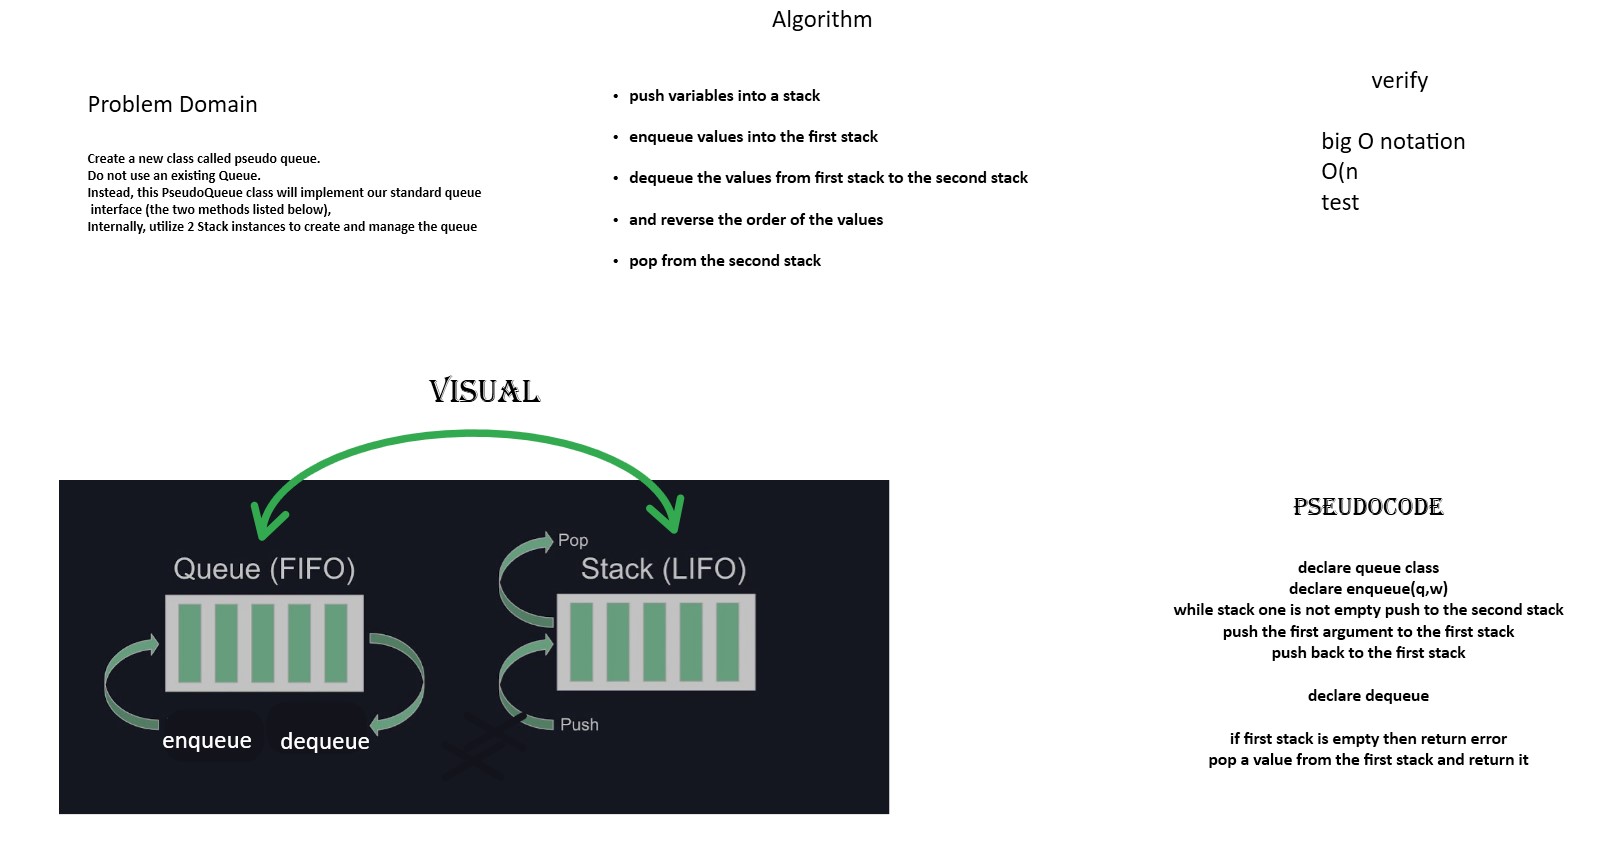 Algorithm
Problem Domain
Create a new class called pseudo queue.
Do not use an existing Queue.
Instead, this PseudoQueue class will implement our standard queue
interface (the two methods listed below),
Internally, utilize 2 Stack instances to create and manage the queue
• push variables into a stack
• enqueue values into the first stack
• dequeue the values from first stack to the second stack
• and reverse the order of the values
• pop from the second stack
verify
big O notation
O(n
test
VISUAL
Queue (FIFO)
enqueue
dequeue
Pop
Stack (LIFO)
Push
PSEUDOCODE
declare queue class
declare enqueue(q,w)
while stack one is not empty push to the second stack
push the first argument to the first stack
push back to the first stack
declare dequeue
if first stack is empty then return error
pop a value from the first stack and return it